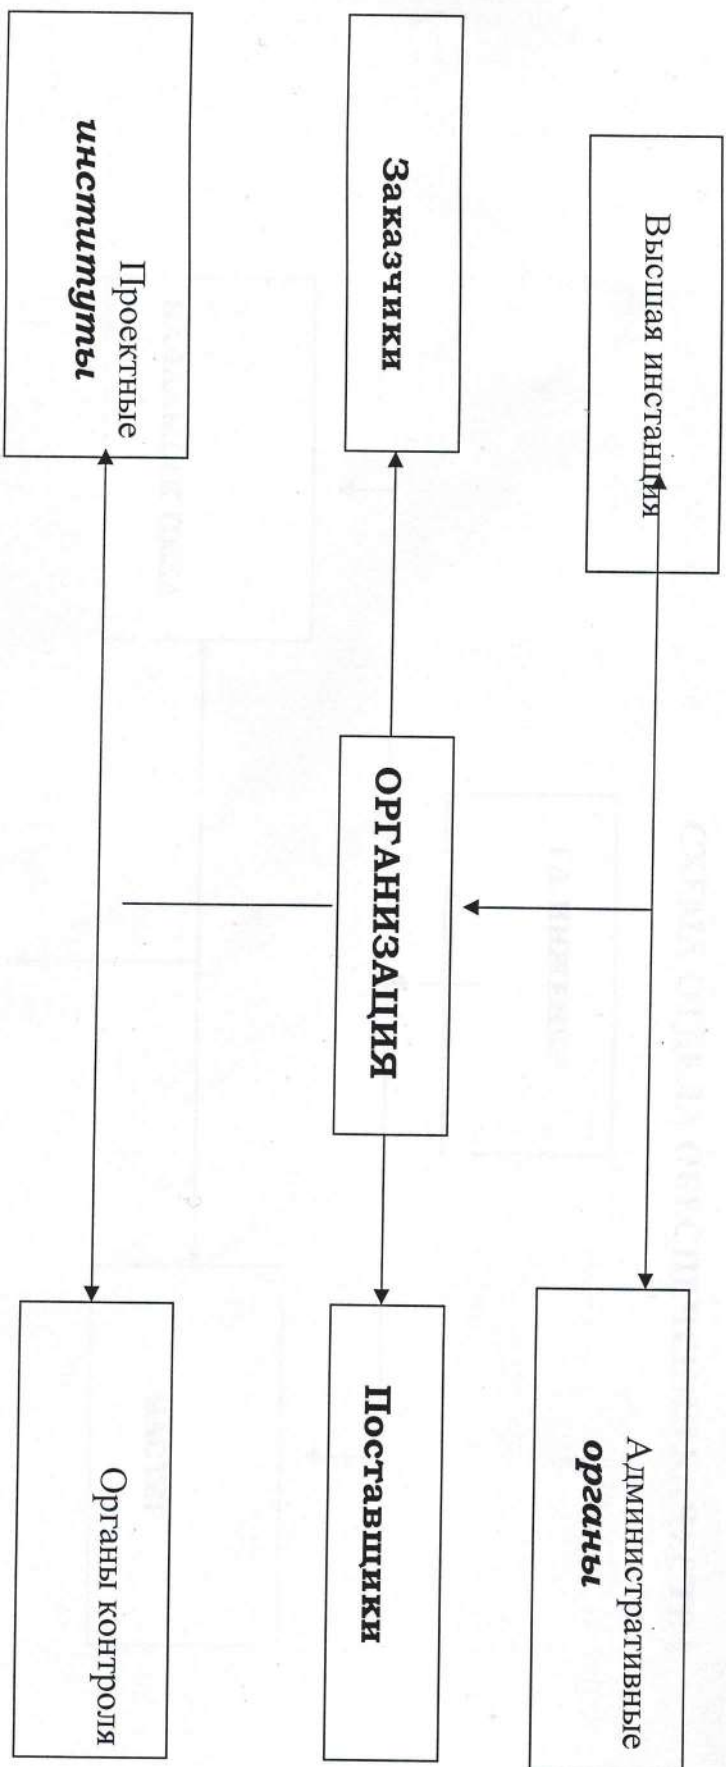 Высшая инстанция
Административные
органы
Заказчики
ОРГАНИЗАЦИЯ
Поставщики
Проектные
институты
Органы контроля